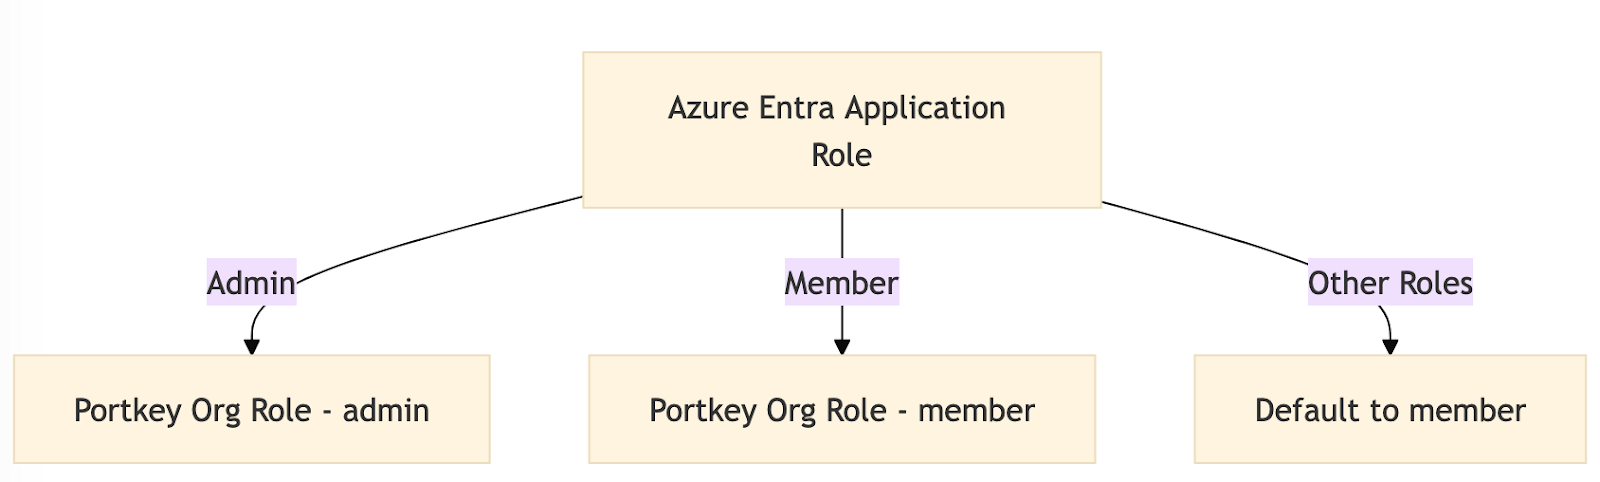 Azure Entra Application
Role
Admin
Member
Other Roles
Portkey Org Role - admin
Portkey Org Role - member
Default to member